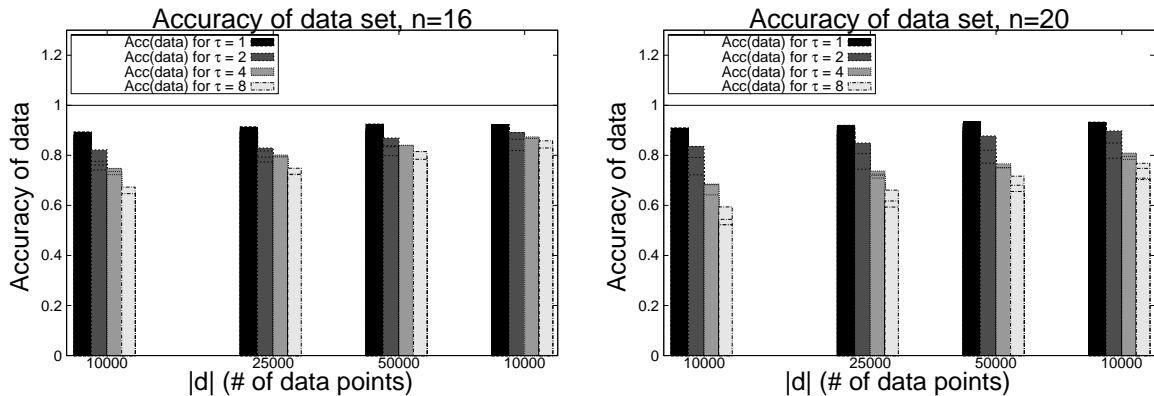 Accuracy of data set, n=16
Acc(data) for τ = 1
Acc(data) for τ = 2
Acc(data) for τ = 4
Acc(data) for τ = 8
1.2
1
0.8
0.6
0.4
0.2
0
Accuracy of data
10000
25000
50000
10000
|d| (# of data points)
Accuracy of data set, n=20
Acc(data) for τ = 1
Acc(data) for τ = 2
Acc(data) for τ = 4
Acc(data) for τ = 8
1.2
1
0.8
0.6
0.4
0.2
0
Accuracy of data
10000
25000
50000
10000
|d| (# of data points)